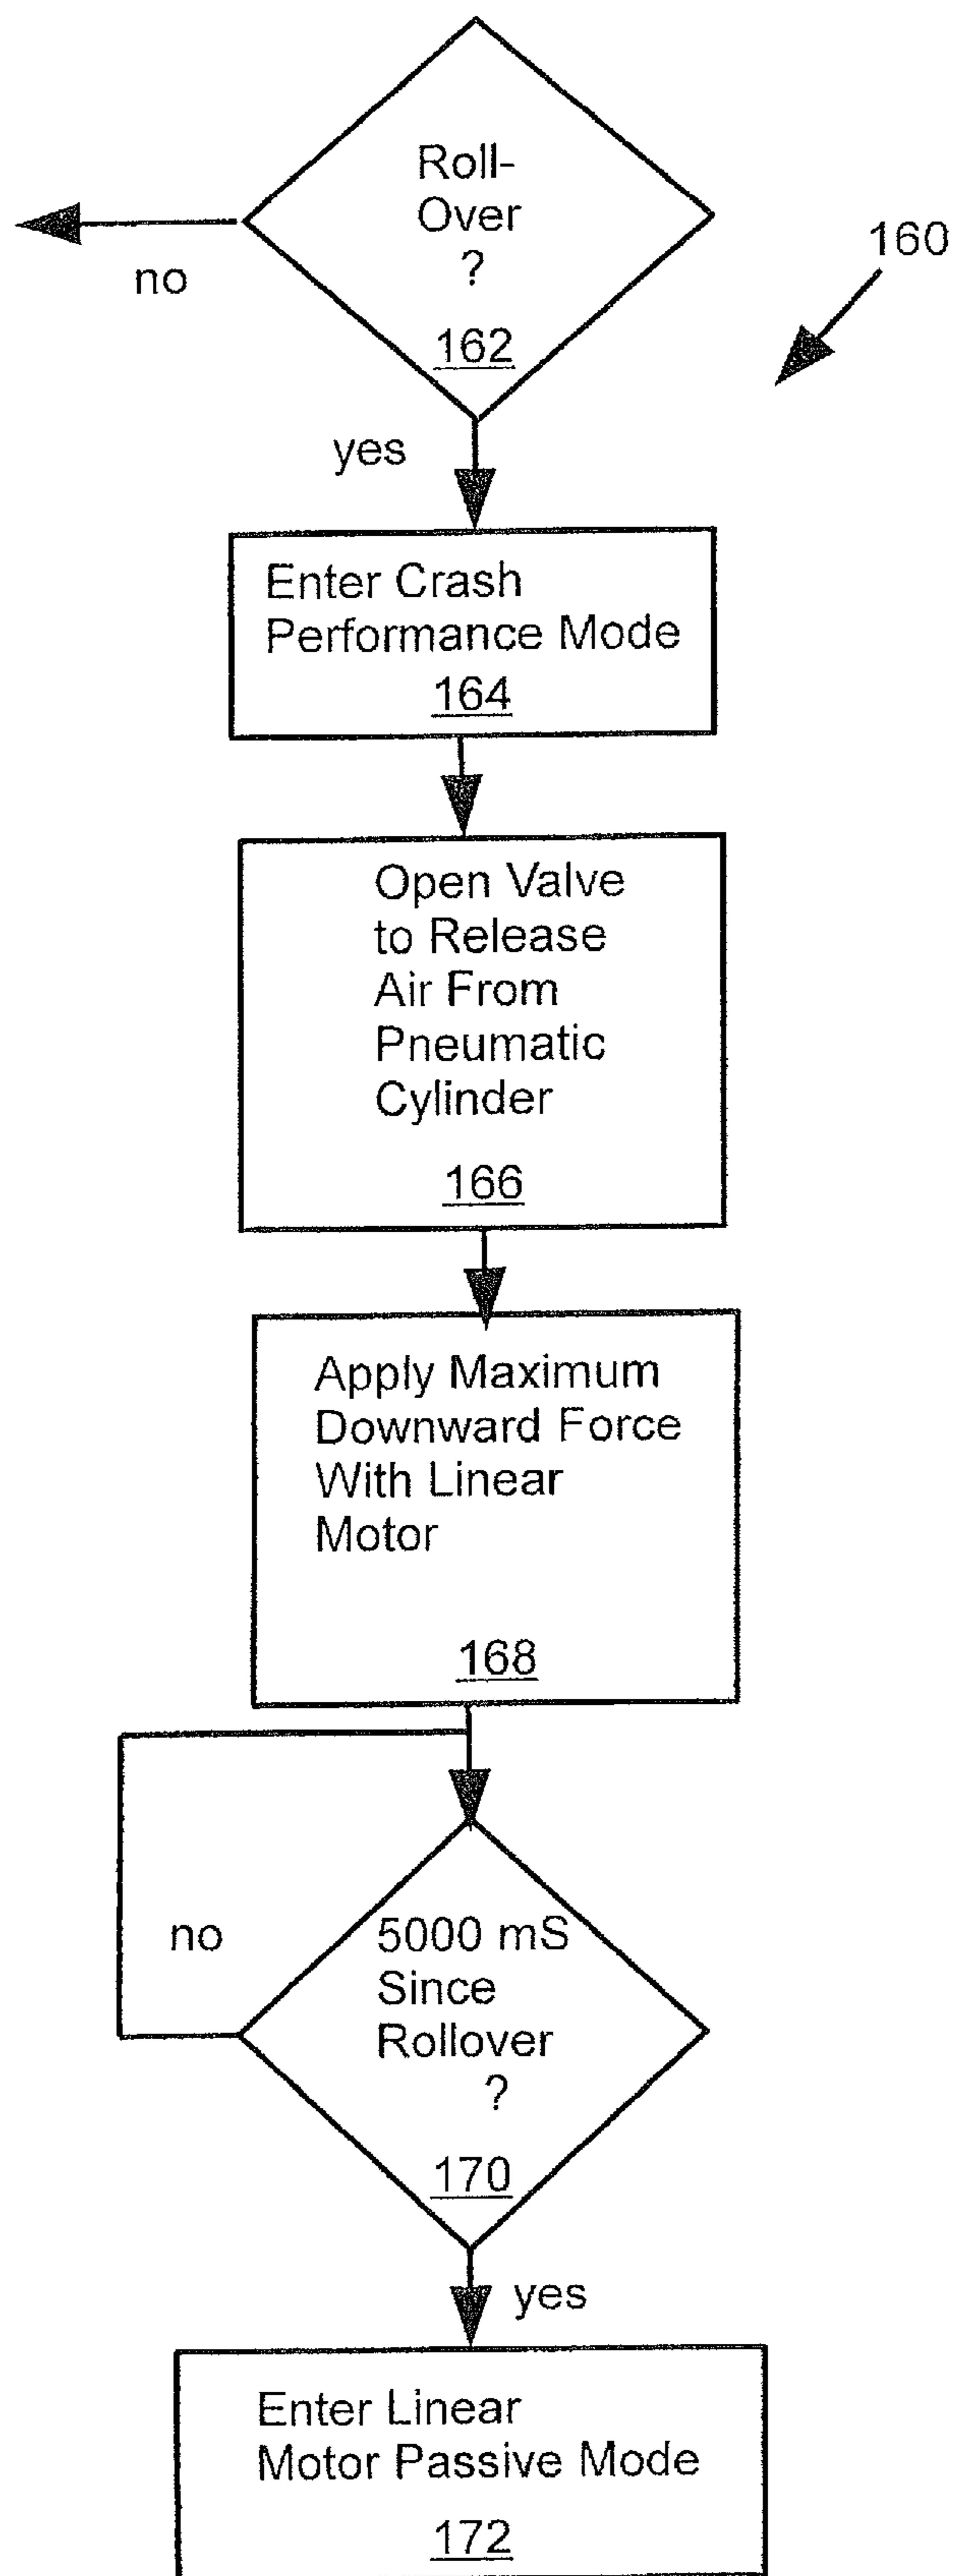 Roll-
Over
?
162
no
160
yes
Enter Crash
Performance Mode
164
Open Valve
to Release
Air From
Pneumatic
Cylinder
166
Apply Maximum
Downward Force
With Linear
Motor
168
no
5000 mS
Since
Rollover
?
170
yes
Enter Linear
Motor Passive Mode
172